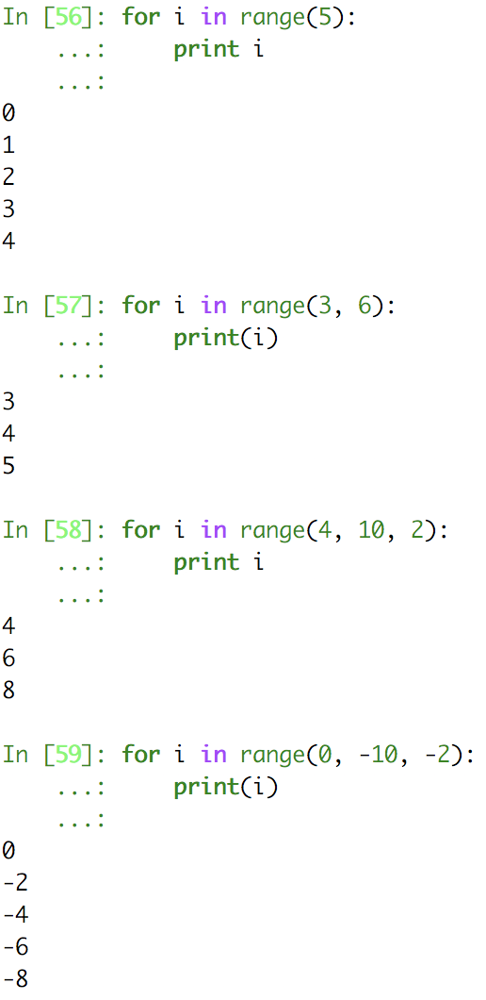 In [56]: for i in range(5):
    ...:     print i
    ...:
0
1
2
3
4

In [57]: for i in range(3, 6):
    ...:     print(i)
    ...:
3
4
5

In [58]: for i in range(4, 10, 2):
    ...:     print i
    ...:
4
6
8

In [59]: for i in range(0, -10, -2):
    ...:     print(i)
    ...:
0
-2
-4
-6
-8